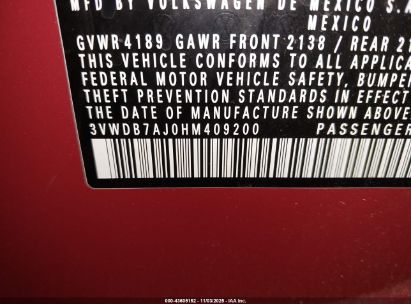 MFD BY VOLKSWAGEN DE MEXICO S.A
MEXICO
GVWR 4189 GAWR FRONT 2138 / REAR 2
THIS VEHICLE CONFORMS TO ALL APPLICA
FEDERAL MOTOR VEHICLE SAFETY, BUMPE
THEFT PREVENTION STANDARDS IN EFFECT
ON THE DATE OF MANUFACTURE SHOWN ABOVE
3VWDB7AJ0HM409200 PASSENGER